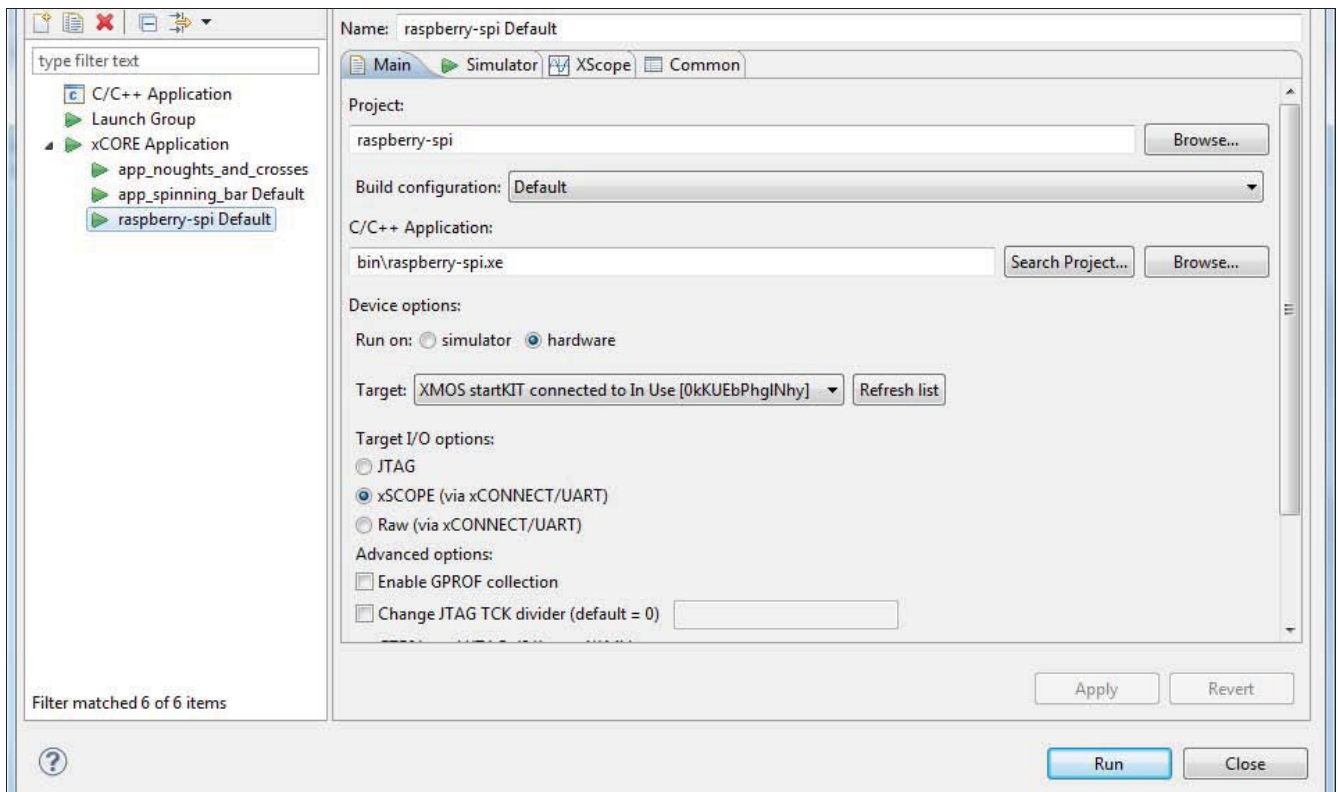 Name: raspberry-spi Default
type filter text
C/C++ Application
Launch Group
xCORE Application
app_noughts_and_crosses
app_spinning_bar Default
raspberry-spi Default
Filter matched 6 of 6 items
Main Simulator XScope Common
Project:
raspberry-spi Browse...
Build configuration: Default
C/C++ Application:
bin\raspberry-spi.xe Search Project... Browse...
Device options:
Run on: simulator hardware
Target: XMOS startKIT connected to In Use [0kKUEbPhglNhy] Refresh list
Target I/O options:
JTAG
xSCOPE (via xCONNECT/UART)
Raw (via xCONNECT/UART)
Advanced options:
Enable GPROF collection
Change JTAG TCK divider (default = 0)
Apply Revert
Run Close